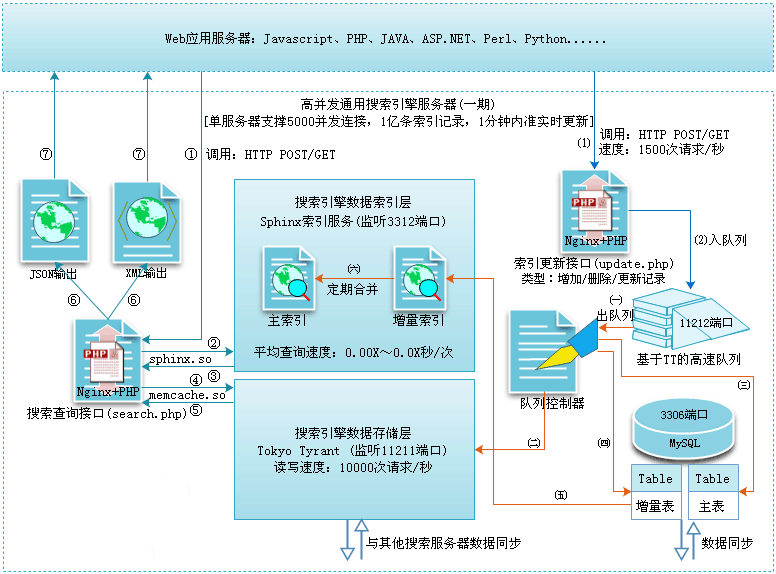 Web应用服务器：Javascript、PHP、JAVA、ASP.NET、Perl、Python......
高并发通用搜索引擎服务器(一期)
[单服务器支撑5000并发连接，1亿条索引记录，1分钟内准实时更新]
⑦
⑦
①
调用：HTTP POST/GET
(1)
调用：HTTP POST/GET
速度：1500次请求/秒
JSON输出
XML输出
⑥
⑥
搜索引擎数据索引层
Sphinx索引服务(监听3312端口)
㈥
定期合并
主索引
增量索引
平均查询速度：0.00X～0.0X秒/次
PHP
Nginx+PHP
索引更新接口(update.php)
类型：增加/删除/更新记录
(2)入队列
㈠
出队列
11212端口
基于TT的高速队列
PHP
Nginx+PHP
搜索查询接口(search.php)
②
sphinx.so
③
④
memcache.so
⑤
队列控制器
㈡
㈢
㈣
㈤
搜索引擎数据存储层
Tokyo Tyrant (监听11211端口)
读写速度：10000次请求/秒
3306端口
MySQL
Table
增量表
Table
主表
与其他搜索服务器数据同步
数据同步